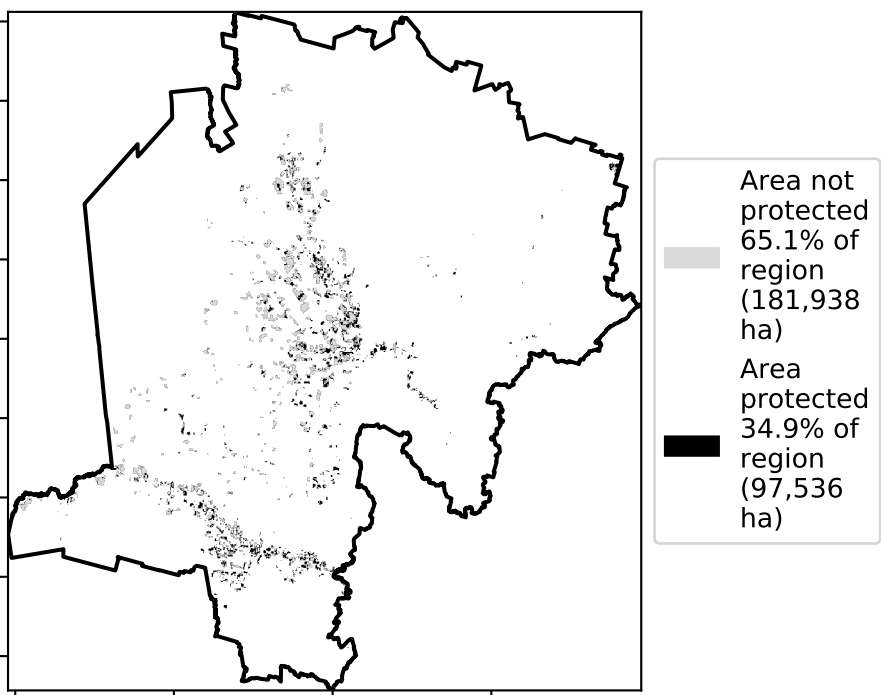 Area not
protected
65.1% of
region
(181,938
ha)
Area
protected
34.9% of
region
(97,536
ha)